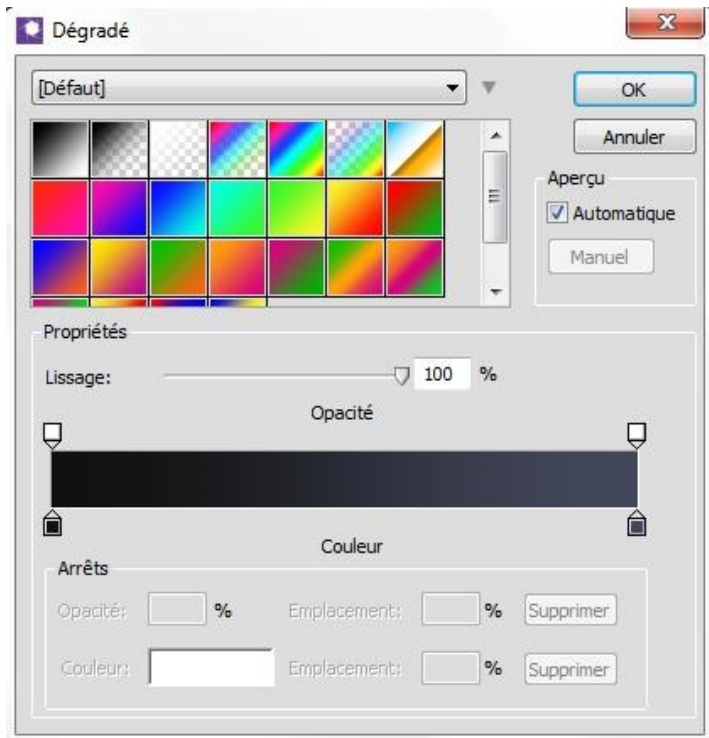 Dégradé
[Défaut]
OK
Annuler
Aperçu
Automatique
Manuel
Propriétés
Lissage: 100 %
Opacité
Couleur
Arrêts
Opacité: % Emplacement: % Supprimer
Couleur: Emplacement: % Supprimer